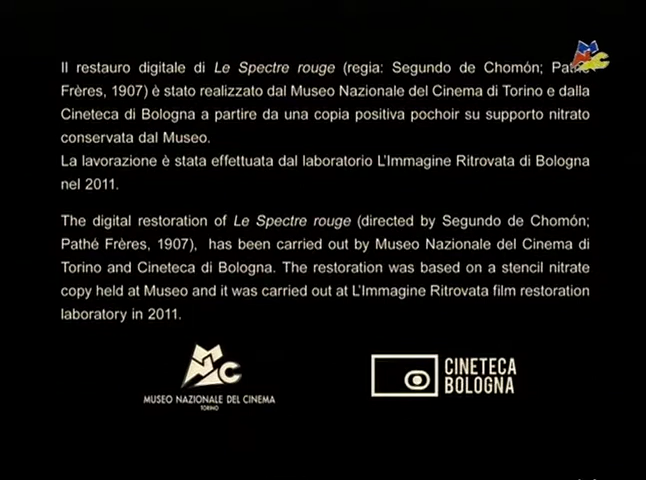 Il restauro digitale di Le Spectre rouge (regia: Segundo de Chomón; Pathé
Frères, 1907) è stato realizzato dal Museo Nazionale del Cinema di Torino e dalla
Cineteca di Bologna a partire da una copia positiva pochoir su supporto nitrato
conservata dal Museo.
La lavorazione è stata effettuata dal laboratorio L'Immagine Ritrovata di Bologna
nel 2011.
The digital restoration of Le Spectre rouge (directed by Segundo de Chomón;
Pathé Frères, 1907), has been carried out by Museo Nazionale del Cinema di
Torino and Cineteca di Bologna. The restoration was based on a stencil nitrate
copy held at Museo and it was carried out at L'Immagine Ritrovata film restoration
laboratory in 2011.
MNC
MUSEO NAZIONALE DEL CINEMA
TORINO
CINETECA
BOLOGNA